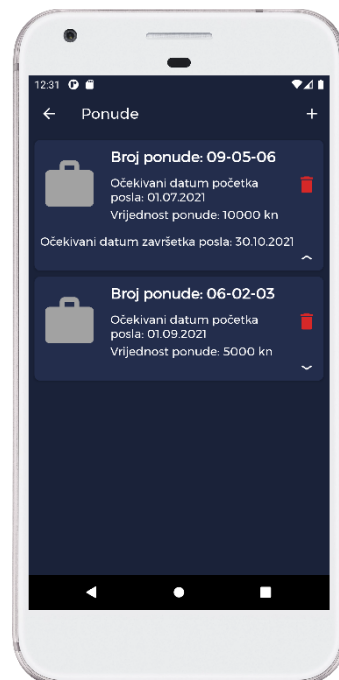 12:31
Ponude
Broj ponude: 09-05-06
Očekivani datum početka
posla: 01.07.2021
Vrijednost ponude: 10000 kn
Očekivani datum završetka posla: 30.10.2021
Broj ponude: 06-02-03
Očekivani datum početka
posla: 01.09.2021
Vrijednost ponude: 5000 kn